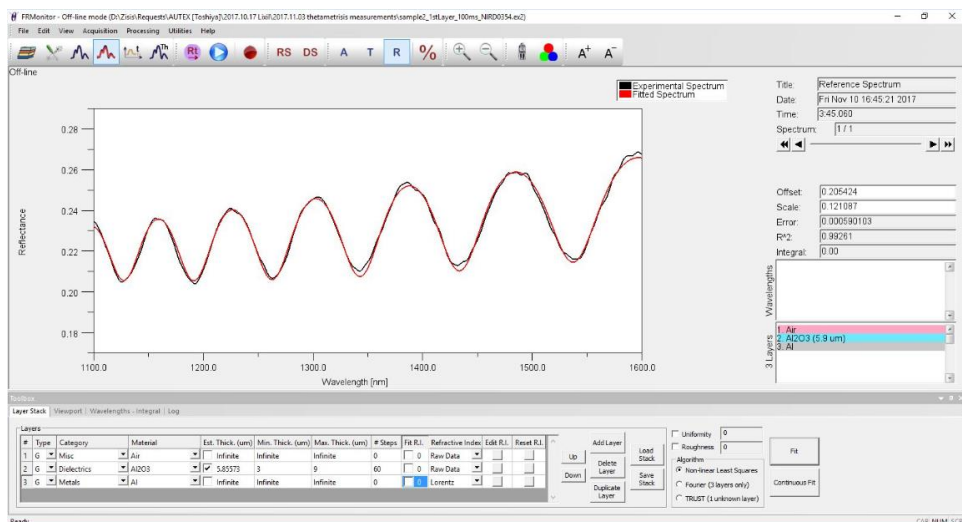 FRMonitor - Off-line mode (D:\Zisis\Requests\AUTEX [Toshiya]\2017.10.17 Lixil\2017.11.03 thetametrisis measurements\sample2_1stLayer_100ms_NIRD0354.ex2)
File Edit View Acquisition Processing Utilities Help
Th Rt RS DS A T R % A+ A-
Off-line
Experimental Spectrum
Fitted Spectrum
0.28
0.26
0.24
0.22
0.20
0.18
Reflectance
1100.0 1200.0 1300.0 1400.0 1500.0 1600.0
Wavelength [nm]
Title: Reference Spectrum
Date: Fri Nov 10 16:45:21 2017
Time: 3:45.060
Spectrum: 1 / 1
Offset: 0.205424
Scale: 0.121087
Error: 0.000590103
R^2: 0.99261
Integral: 0.00
Wavelengths
3 Layers
1. Air
2. Al2O3 (5.9 um)
3. Al
Toolbox
Layer Stack Viewport Wavelengths - Integral Log
Layers
# Type Category Material Est. Thick. (um) Min. Thick. (um) Max. Thick. (um) # Steps Fit R.I. Refractive Index Edit R.I. Reset R.I.
1 G Misc Air Infinite Infinite Infinite 0 0 Raw Data
2 G Dielectrics Al2O3 5.85573 3 9 60 0 Raw Data
3 G Metals Al Infinite Infinite Infinite 0 0 Lorentz
Up
Down
Add Layer
Delete Layer
Duplicate Layer
Load Stack
Save Stack
Uniformity 0
Roughness 0
Algorithm
Non-linear Least Squares
Fourier (3 layers only)
TRUST (1 unknown layer)
Fit
Continuous Fit
Ready
CAP NUM SCR